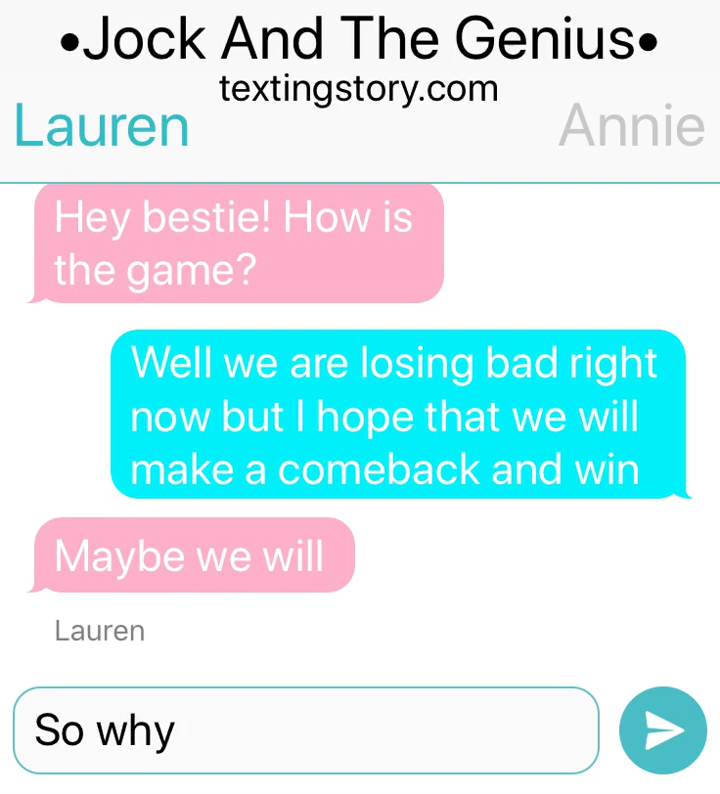 •Jock And The Genius•
textingstory.com
Lauren
Annie
Hey bestie! How is
the game?
Well we are losing bad right
now but I hope that we will
make a comeback and win
Maybe we will
Lauren
So why